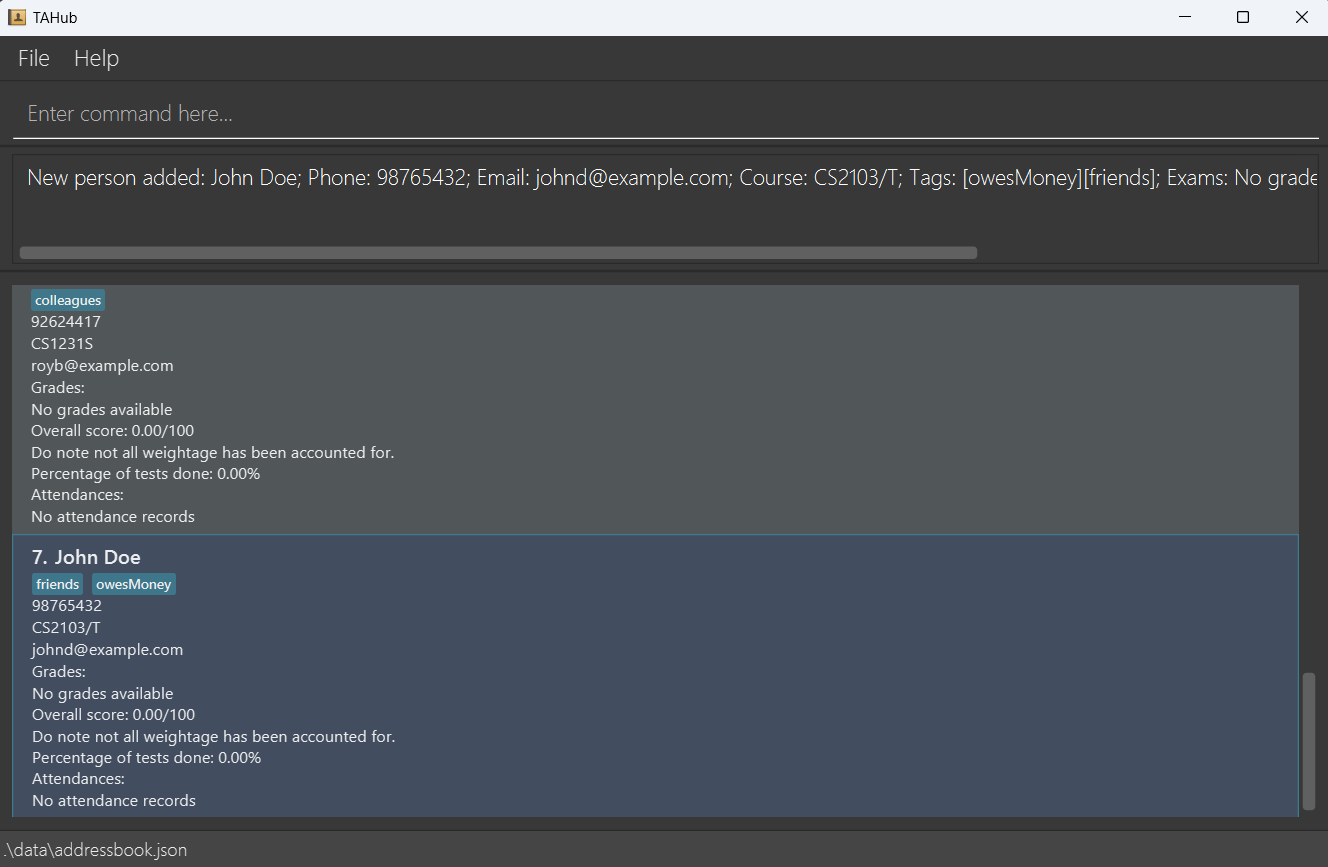 TAHub
File Help
Enter command here...
New person added: John Doe; Phone: 98765432; Email: johnd@example.com; Course: CS2103/T; Tags: [owesMoney][friends]; Exams: No grade
colleagues
92624417
CS1231S
royb@example.com
Grades:
No grades available
Overall score: 0.00/100
Do note not all weightage has been accounted for.
Percentage of tests done: 0.00%
Attendances:
No attendance records
7. John Doe
friends owesMoney
98765432
CS2103/T
johnd@example.com
Grades:
No grades available
Overall score: 0.00/100
Do note not all weightage has been accounted for.
Percentage of tests done: 0.00%
Attendances:
No attendance records
.\data\addressbook.json